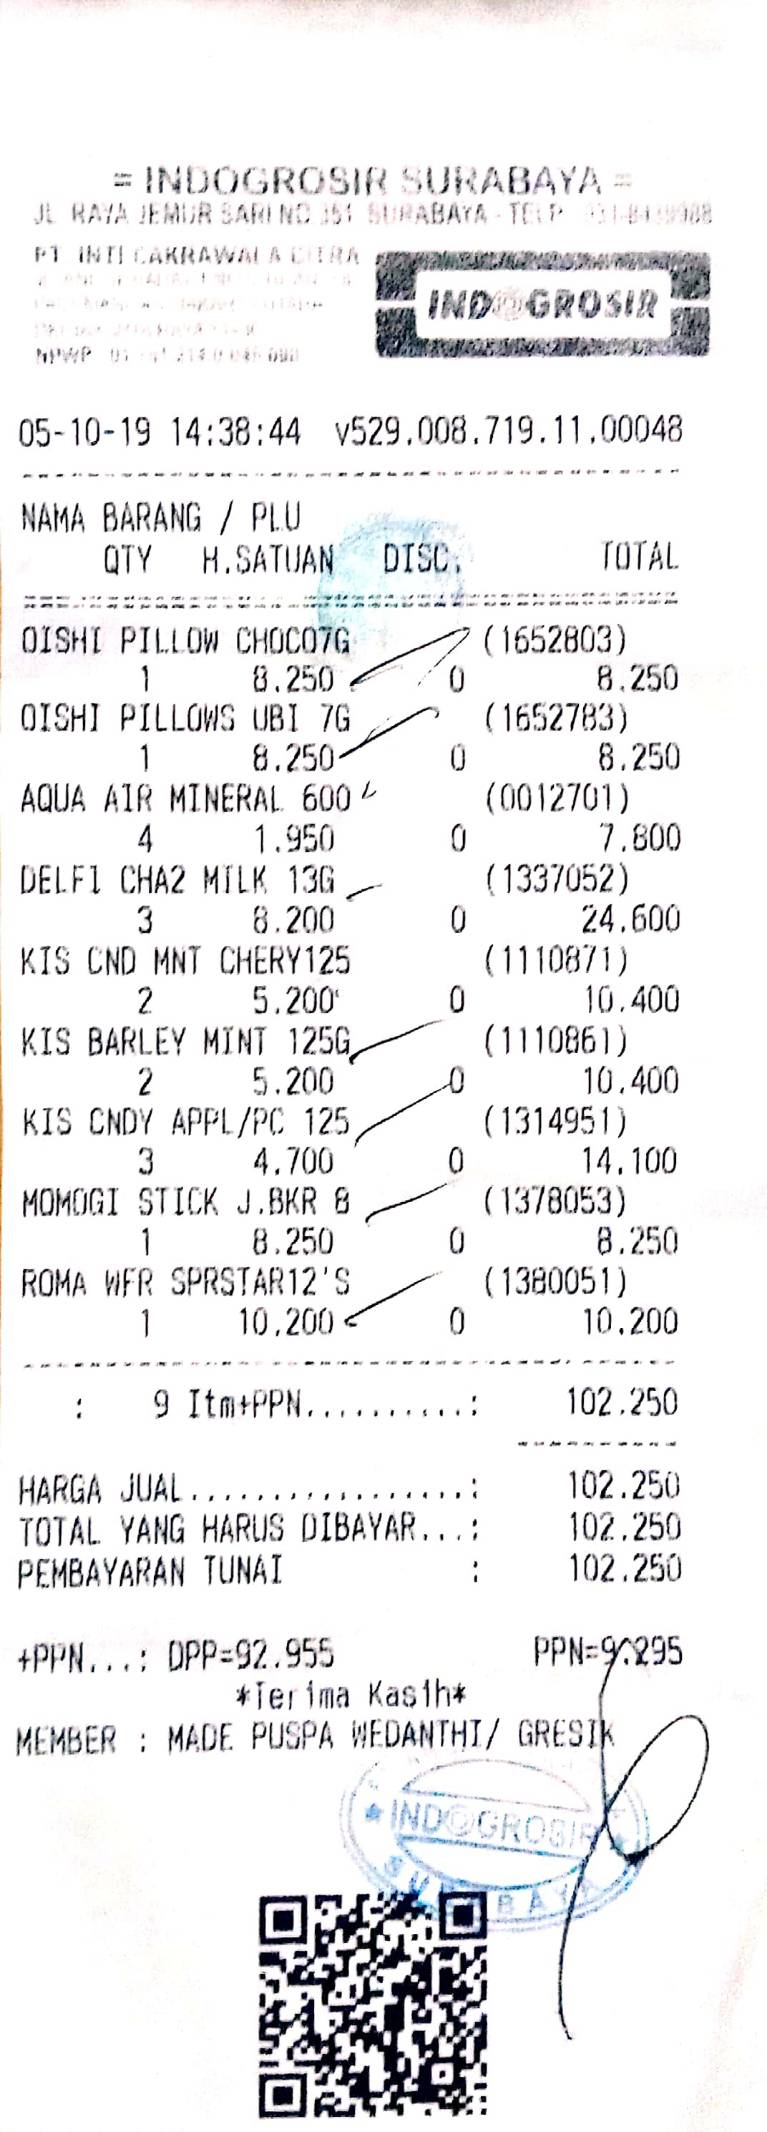 = INDOGROSIR SURABAYA =
JL. RAYA JEMUR SARI NO 351 SURABAYA - TELP.
PT INTI CAKRAWALA CITRA
INDOGROSIR
NPWP
05-10-19 14:38:44 v529.008.719.11.00048
NAMA BARANG / PLU
QTY H.SATUAN DISC. TOTAL
OISHI PILLOW CHOCO7G (1652803)
1 8.250 0 8.250
OISHI PILLOWS UBI 7G (1652783)
1 8.250 0 8.250
AQUA AIR MINERAL 600 (0012701)
4 1.950 0 7.800
DELFI CHA2 MILK 13G (1337052)
3 8.200 0 24.600
KIS CND MNT CHERY125 (1110871)
2 5.200 0 10.400
KIS BARLEY MINT 125G (1110861)
2 5.200 0 10.400
KIS CNDY APPL/PC 125 (1314951)
3 4.700 0 14.100
MOMOGI STICK J.BKR 8 (1378053)
1 8.250 0 8.250
ROMA WFR SPRSTAR12'S (1380051)
1 10.200 0 10.200
: 9 Itm+PPN..........: 102.250
HARGA JUAL.................: 102.250
TOTAL YANG HARUS DIBAYAR...: 102.250
PEMBAYARAN TUNAI : 102.250
+PPN...: DPP=92.955 PPN=9.295
*Terima Kasih*
MEMBER : MADE PUSPA WEDANTHI/ GRESIK
INDOGROSIR
SURABAYA